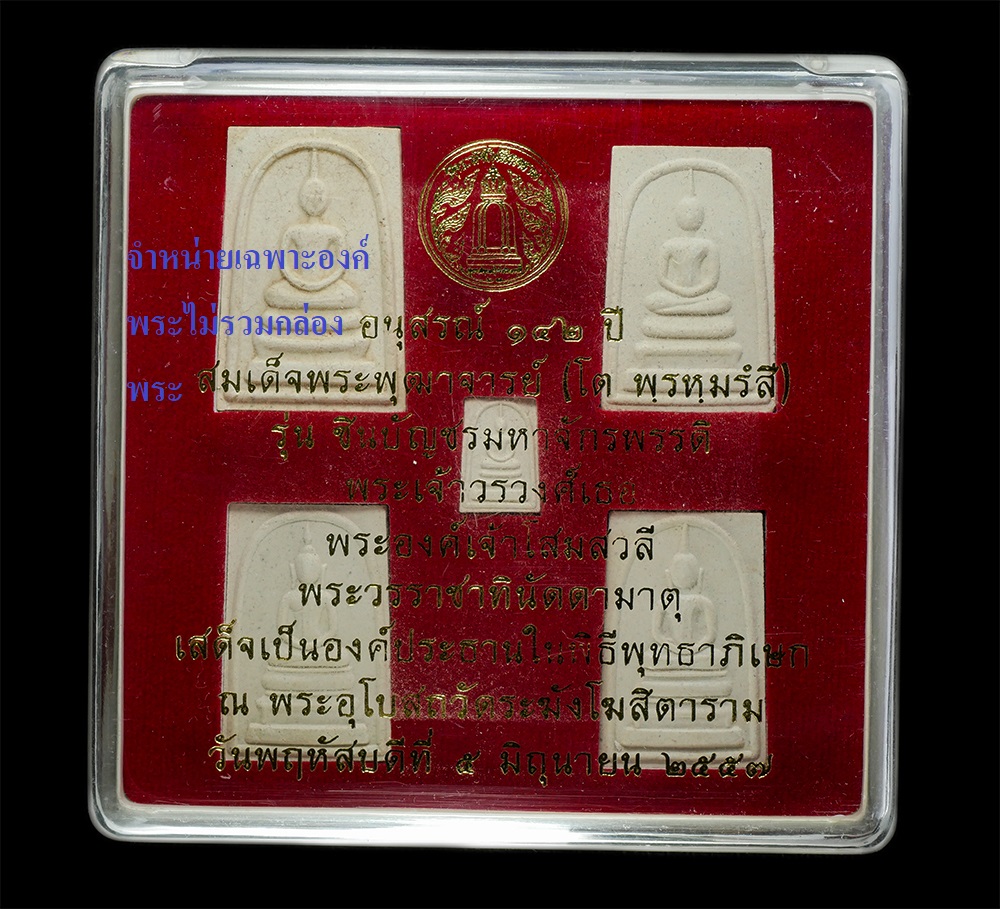 จำหน่ายเฉพาะองค์
พระไม่รวมกล่อง
พระ
อนุสรณ์ ๑๔๒ ปี
สมเด็จพระพุฒาจารย์ (โต พฺรหฺมรํสี)
รุ่น ชินบัญชรมหาจักรพรรดิ
พระเจ้าวรวงศ์เธอ
พระองค์เจ้าโสมสวลี
พระวรราชาทินัดดามาตุ
เสด็จเป็นองค์ประธานในพิธีพุทธาภิเษก
ณ พระอุโบสถวัดระฆังโฆสิตาราม
วันพฤหัสบดีที่ ๕ มิถุนายน ๒๕๕๗